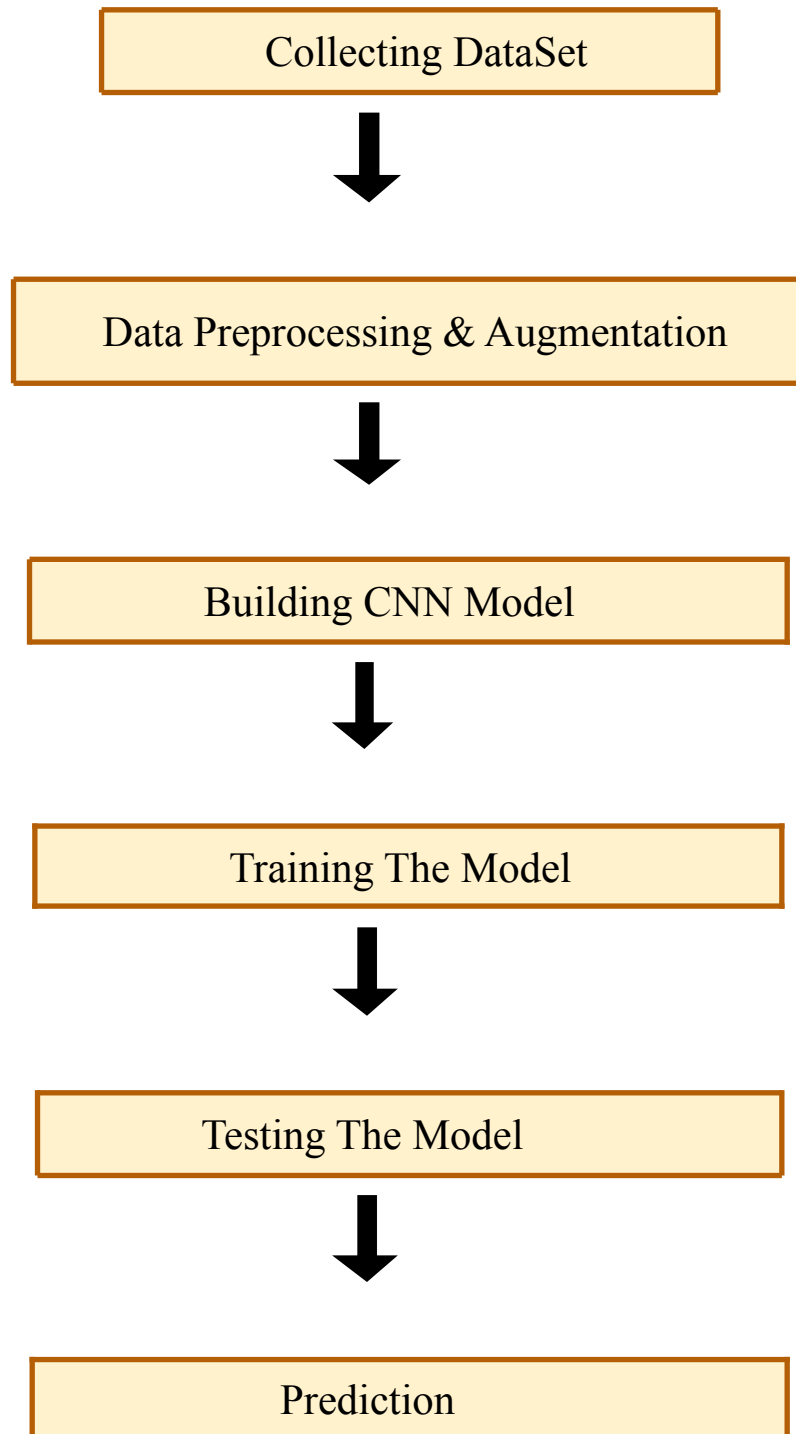 Collecting DataSet
Data Preprocessing & Augmentation
Building CNN Model
Training The Model
Testing The Model
Prediction